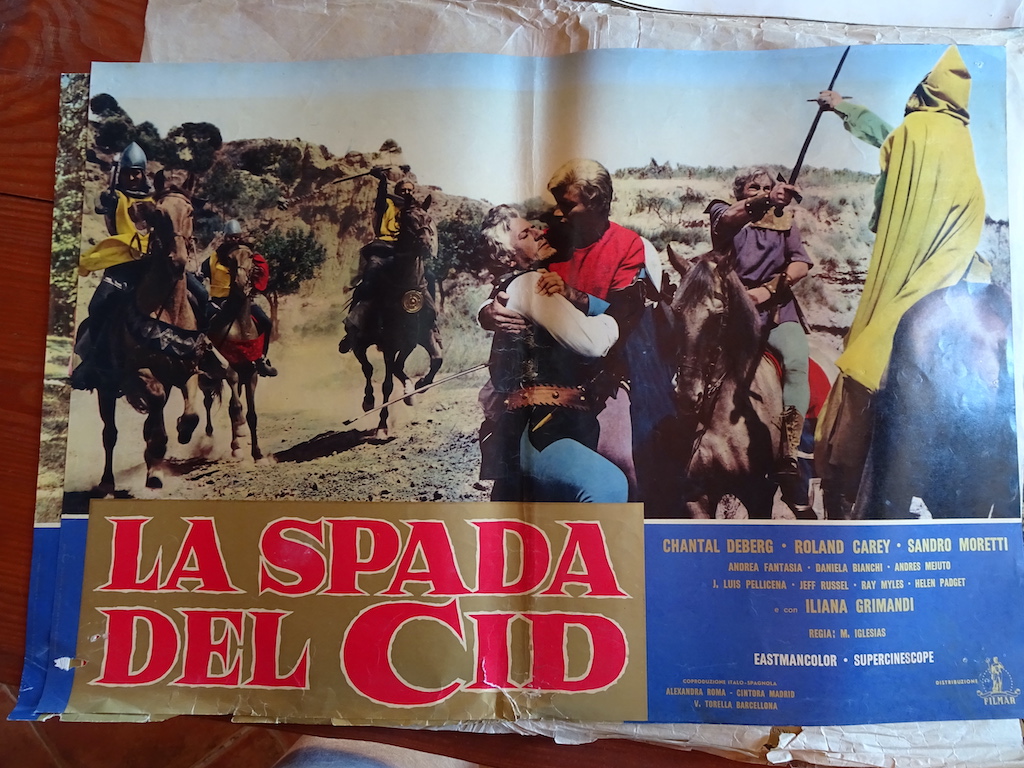 LA SPADA
DEL CID
CHANTAL DEBERG · ROLAND CAREY · SANDRO MORETTI
ANDREA FANTASIA · DANIELA BIANCHI · ANDRES MEJUTO
J. LUIS PELLICENA · JEFF RUSSEL · RAY MYLES · HELEN PADGET
e con ILIANA GRIMANDI
REGIA: M. IGLESIAS
EASTMANCOLOR · SUPERCINESCOPE
COPRODUZIONE ITALO-SPAGNOLA
ALEXANDRA ROMA - CINTORA MADRID
V. TORELLA BARCELLONA
DISTRIBUZIONE
FILMAR